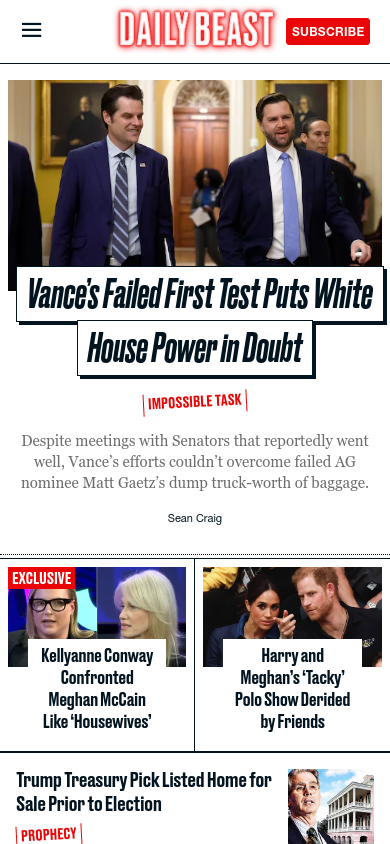 DAILY BEAST
SUBSCRIBE
Vance's Failed First Test Puts White
House Power in Doubt
IMPOSSIBLE TASK
Despite meetings with Senators that reportedly went
well, Vance's efforts couldn't overcome failed AG
nominee Matt Gaetz's dump truck-worth of baggage.
Sean Craig
EXCLUSIVE
Kellyanne Conway
Confronted
Meghan McCain
Like 'Housewives'
Harry and
Meghan's 'Tacky'
Polo Show Derided
by Friends
Trump Treasury Pick Listed Home for
Sale Prior to Election
PROPHECY